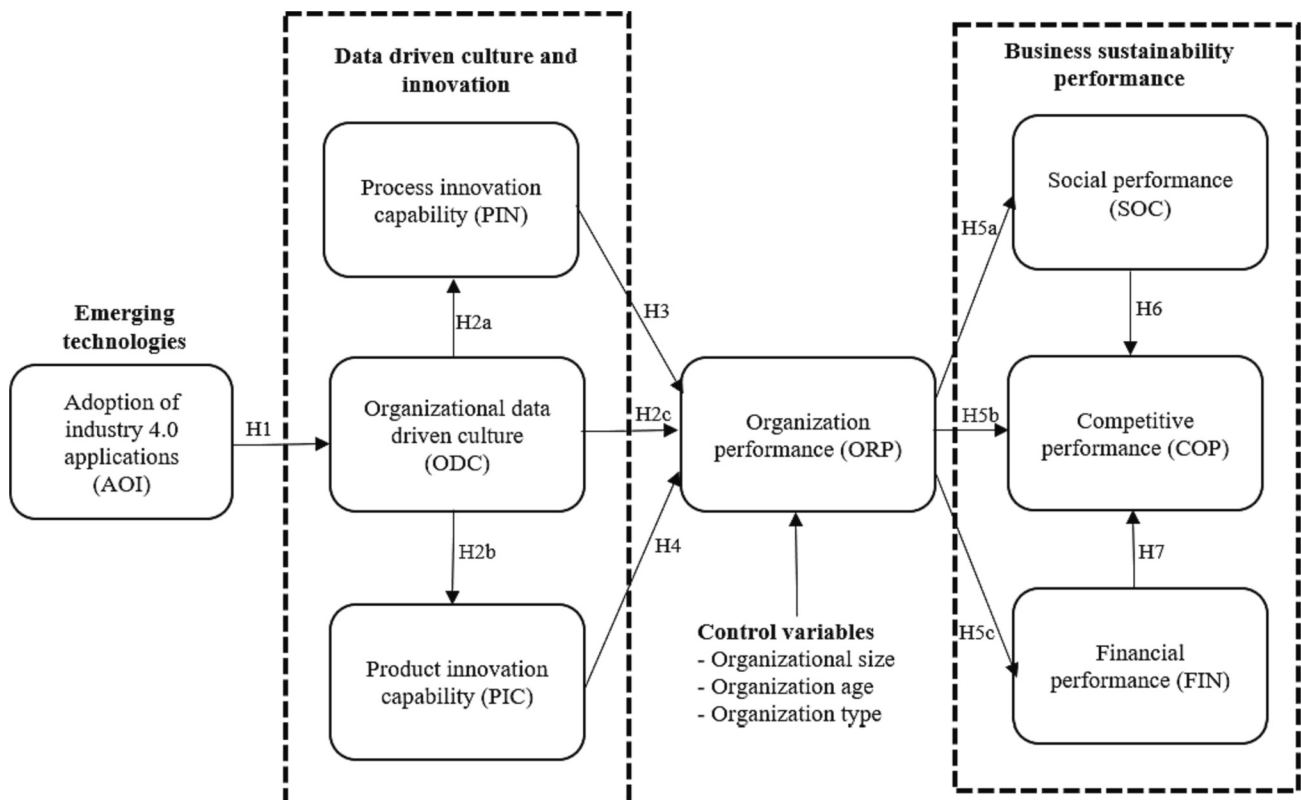 Data driven culture and
innovation
Business sustainability
performance
Process innovation
capability (PIN)
Social performance
(SOC)
H5a
H3
H6
H2a
Emerging
technologies
Adoption of
industry 4.0
applications
(AOI)
H1
Organizational data
driven culture
(ODC)
H2c
Organization
performance (ORP)
H5b
Competitive
performance (COP)
H2b
H4
H7
H5c
Product innovation
capability (PIC)
Control variables
- Organizational size
- Organization age
- Organization type
Financial
performance (FIN)